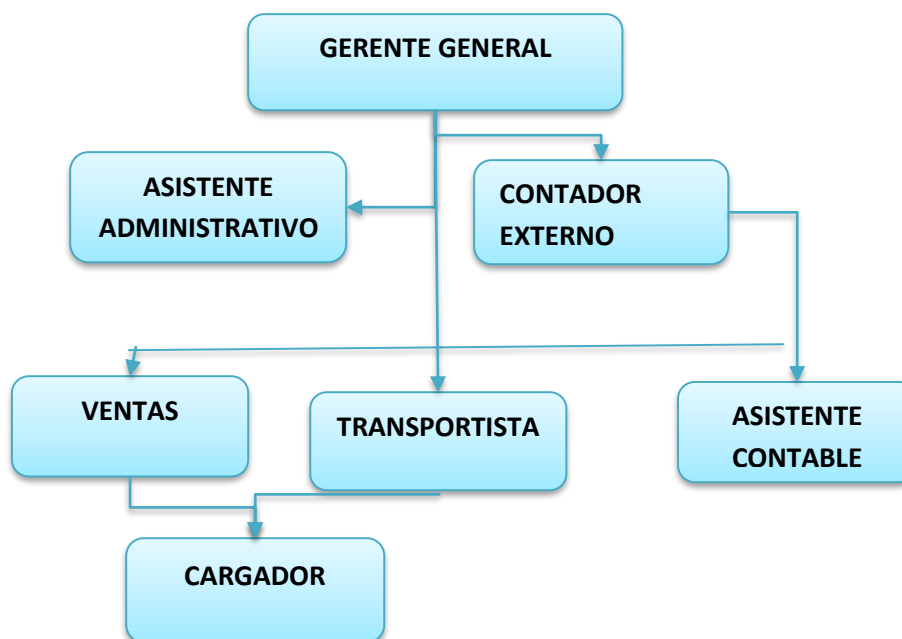 GERENTE GENERAL
ASISTENTE
ADMINISTRATIVO
CONTADOR
EXTERNO
VENTAS
TRANSPORTISTA
ASISTENTE
CONTABLE
CARGADOR